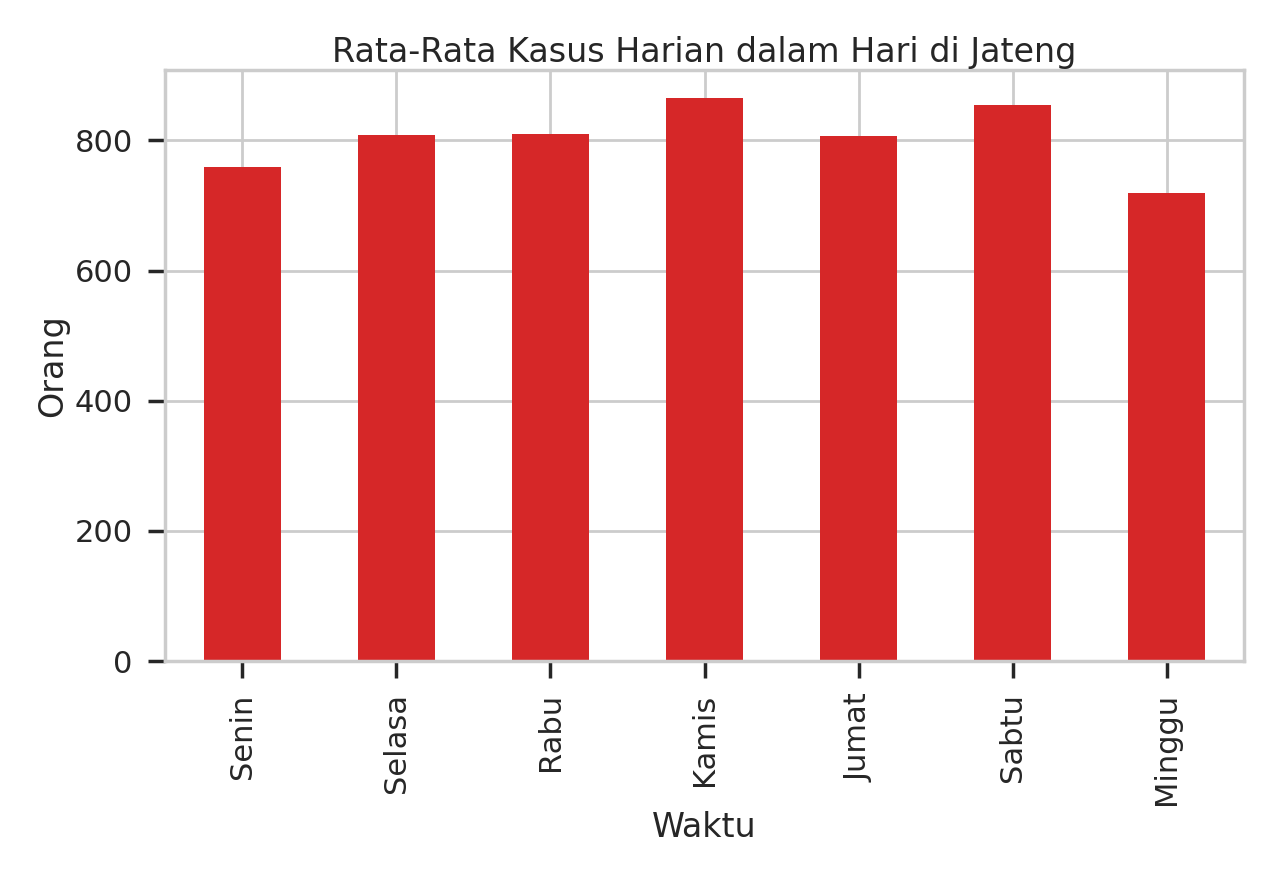 Rata-Rata Kasus Harian dalam Hari di Jateng
800
600
400
200
0
Orang
Senin
Selasa
Rabu
Kamis
Jumat
Sabtu
Minggu
Waktu